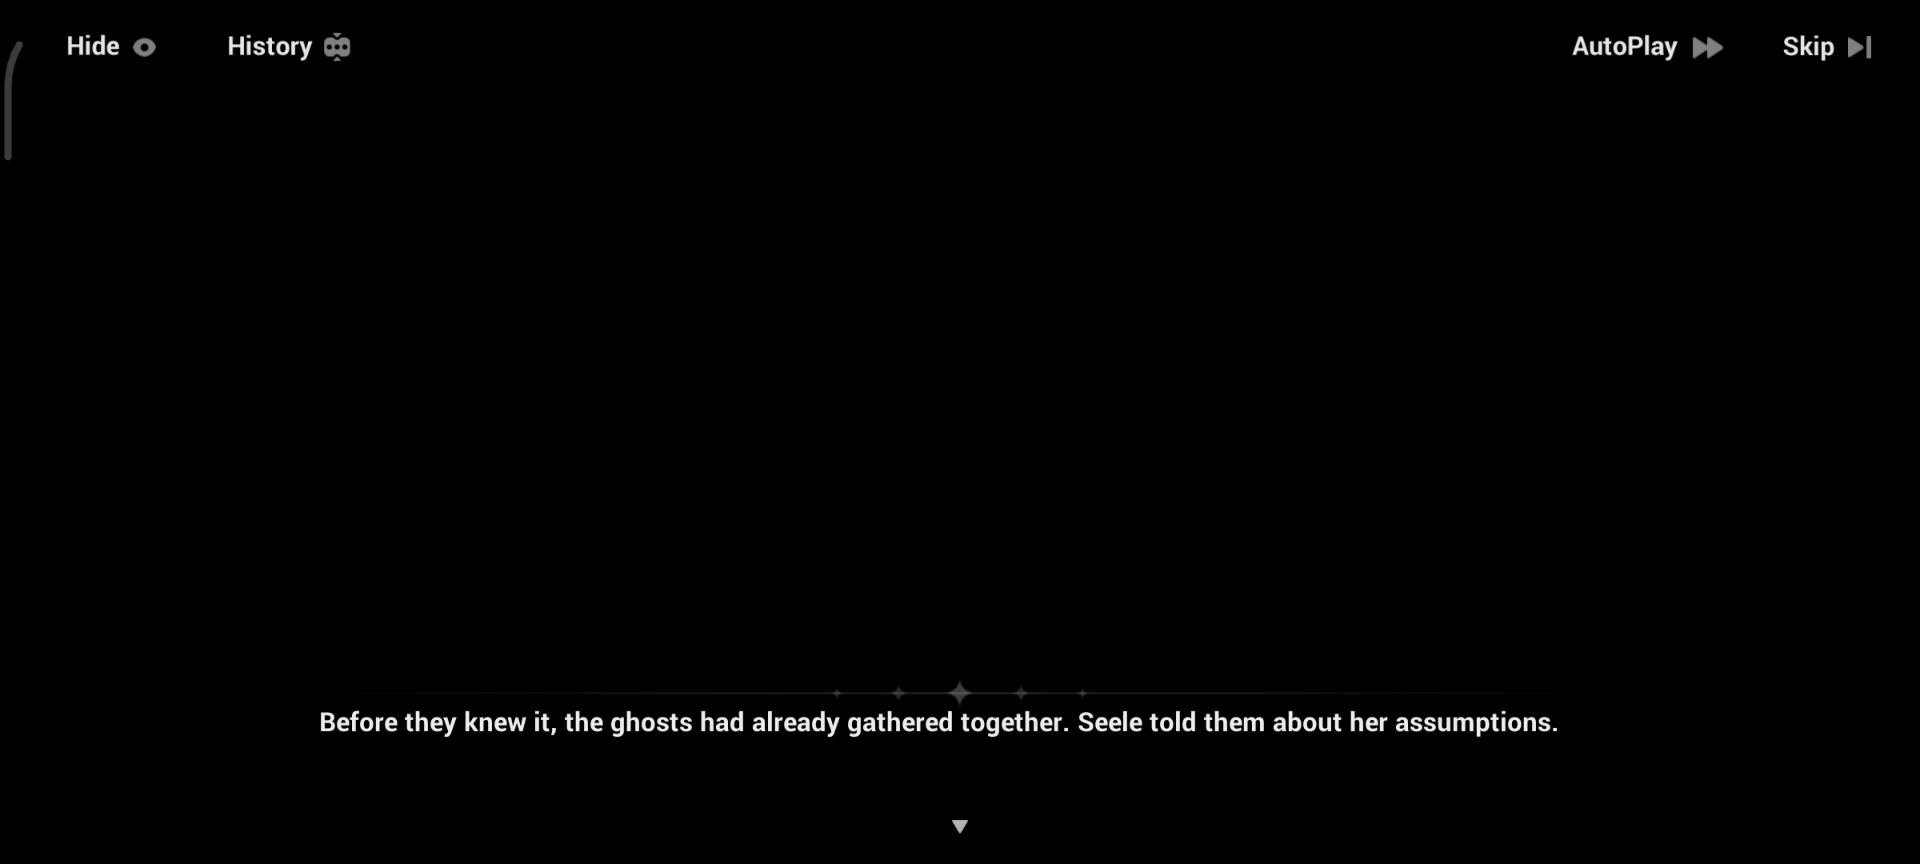 Hide
History
AutoPlay
Skip
Before they knew it, the ghosts had already gathered together. Seele told them about her assumptions.